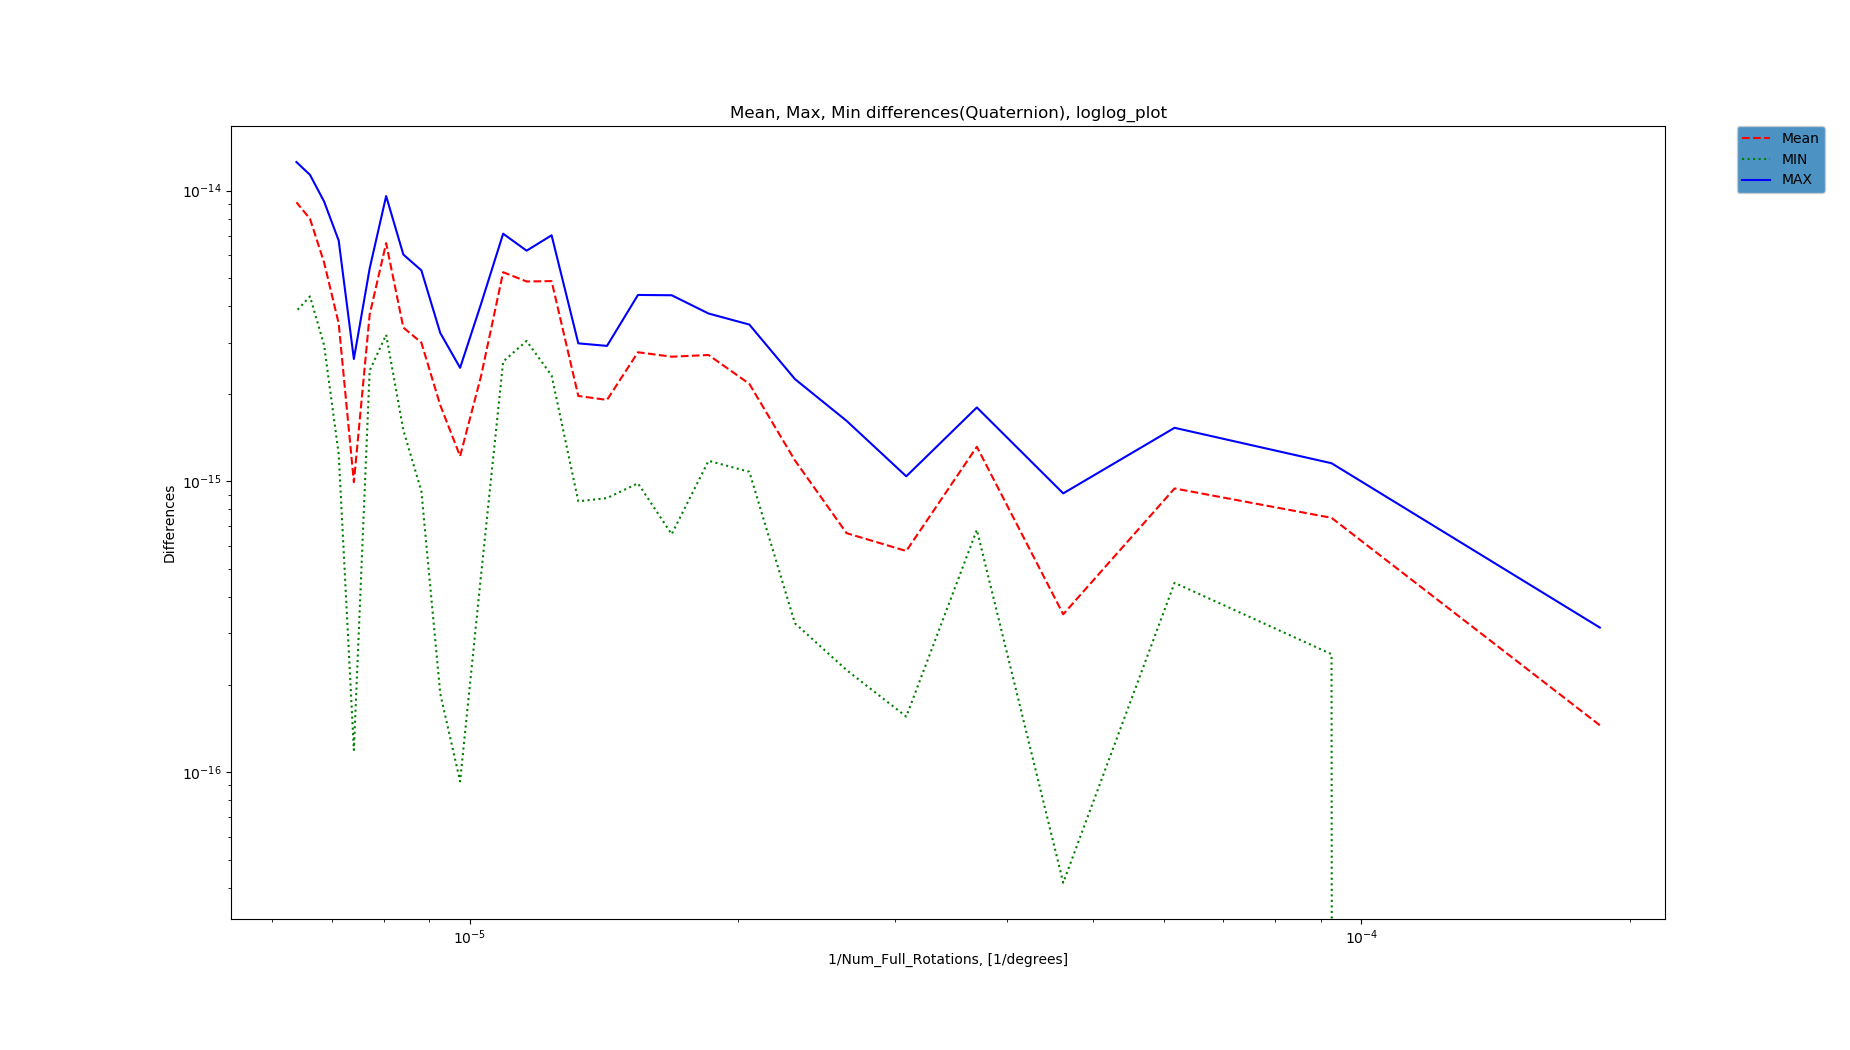 Mean, Max, Min differences(Quaternion), loglog_plot
Mean
MIN
MAX
10⁻¹⁴
10⁻¹⁵
10⁻¹⁶
Differences
10⁻⁵
10⁻⁴
1/Num_Full_Rotations, [1/degrees]